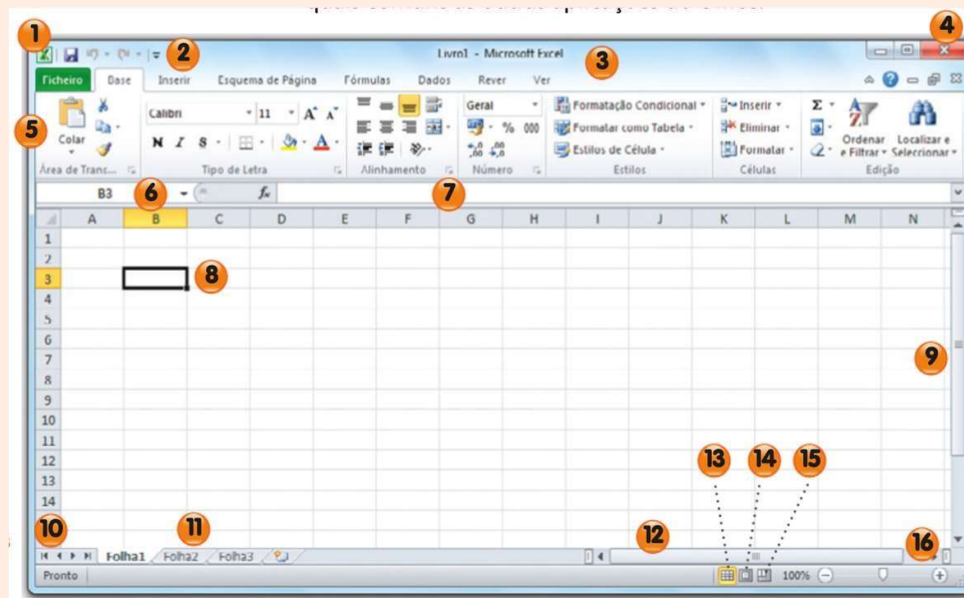 1
2
3
4
Livro1 - Microsoft Excel
Ficheiro Base Inserir Esquema de Página Fórmulas Dados Rever Ver
5
Colar
Calibri 11 A A
N I S A
Geral
% 000
,00 ,00
Formatação Condicional
Formatar como Tabela
Estilos de Célula
Inserir
Eliminar
Formatar
Σ
Ordenar e Filtrar
Localizar e Seleccionar
Área de Trans... Tipo de Letra Alinhamento Número Estilos Células Edição
B3 6 fx 7
A B C D E F G H I J K L M N
1
2
3 8
4
5
6
7 9
8
9
10
11
12 13 14 15
13
14
10 11 12 16
Folha1 Folha2 Folha3
Pronto 100%